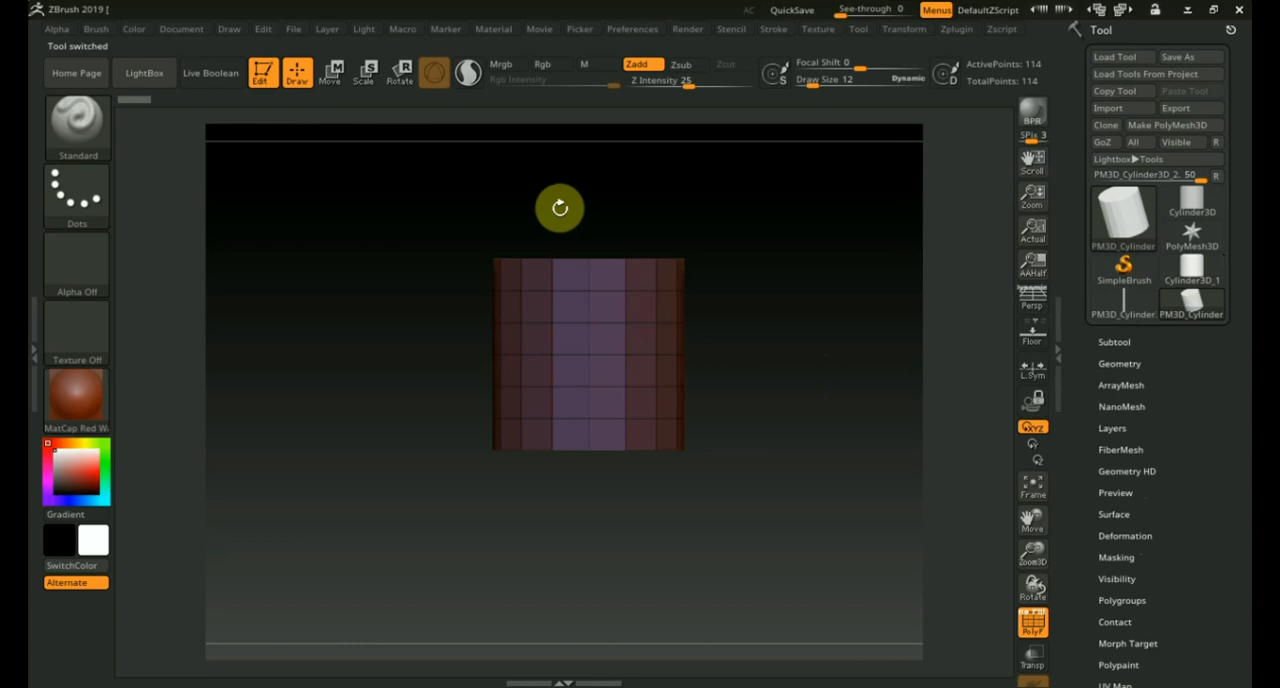 ZBrush 2019 [
AC QuickSave See-through 0 Menus DefaultZScript
Alpha Brush Color Document Draw Edit File Layer Light Macro Marker Material Movie Picker Preferences Render Stencil Stroke Texture Tool Transform Zplugin Zscript
Tool switched
Home Page LightBox Live Boolean Edit Draw Move Scale Rotate
Mrgb Rgb M Zadd Zsub Zcut
Rgb Intensity Z Intensity 25
Focal Shift 0
Draw Size 12 Dynamic
ActivePoints: 114
TotalPoints: 114
Standard
Dots
Alpha Off
Texture Off
MatCap Red W
Gradient
SwitchColor
Alternate
BPR
SPix 3
Scroll
Zoom
Actual
AAHalf
Dynamic
Persp
Floor
L.Sym
XYZ
Frame
Move
Zoom3D
Rotate
PolyF
Transp
Tool
Load Tool Save As
Load Tools From Project
Copy Tool Paste Tool
Import Export
Clone Make PolyMesh3D
GoZ All Visible R
Lightbox▶Tools
PM3D_Cylinder3D_2. 50 R
PM3D_Cylinder Cylinder3D
PolyMesh3D
SimpleBrush Cylinder3D_1
PM3D_Cylinder. PM3D_Cylinder
Subtool
Geometry
ArrayMesh
NanoMesh
Layers
FiberMesh
Geometry HD
Preview
Surface
Deformation
Masking
Visibility
Polygroups
Contact
Morph Target
Polypaint
UV Map